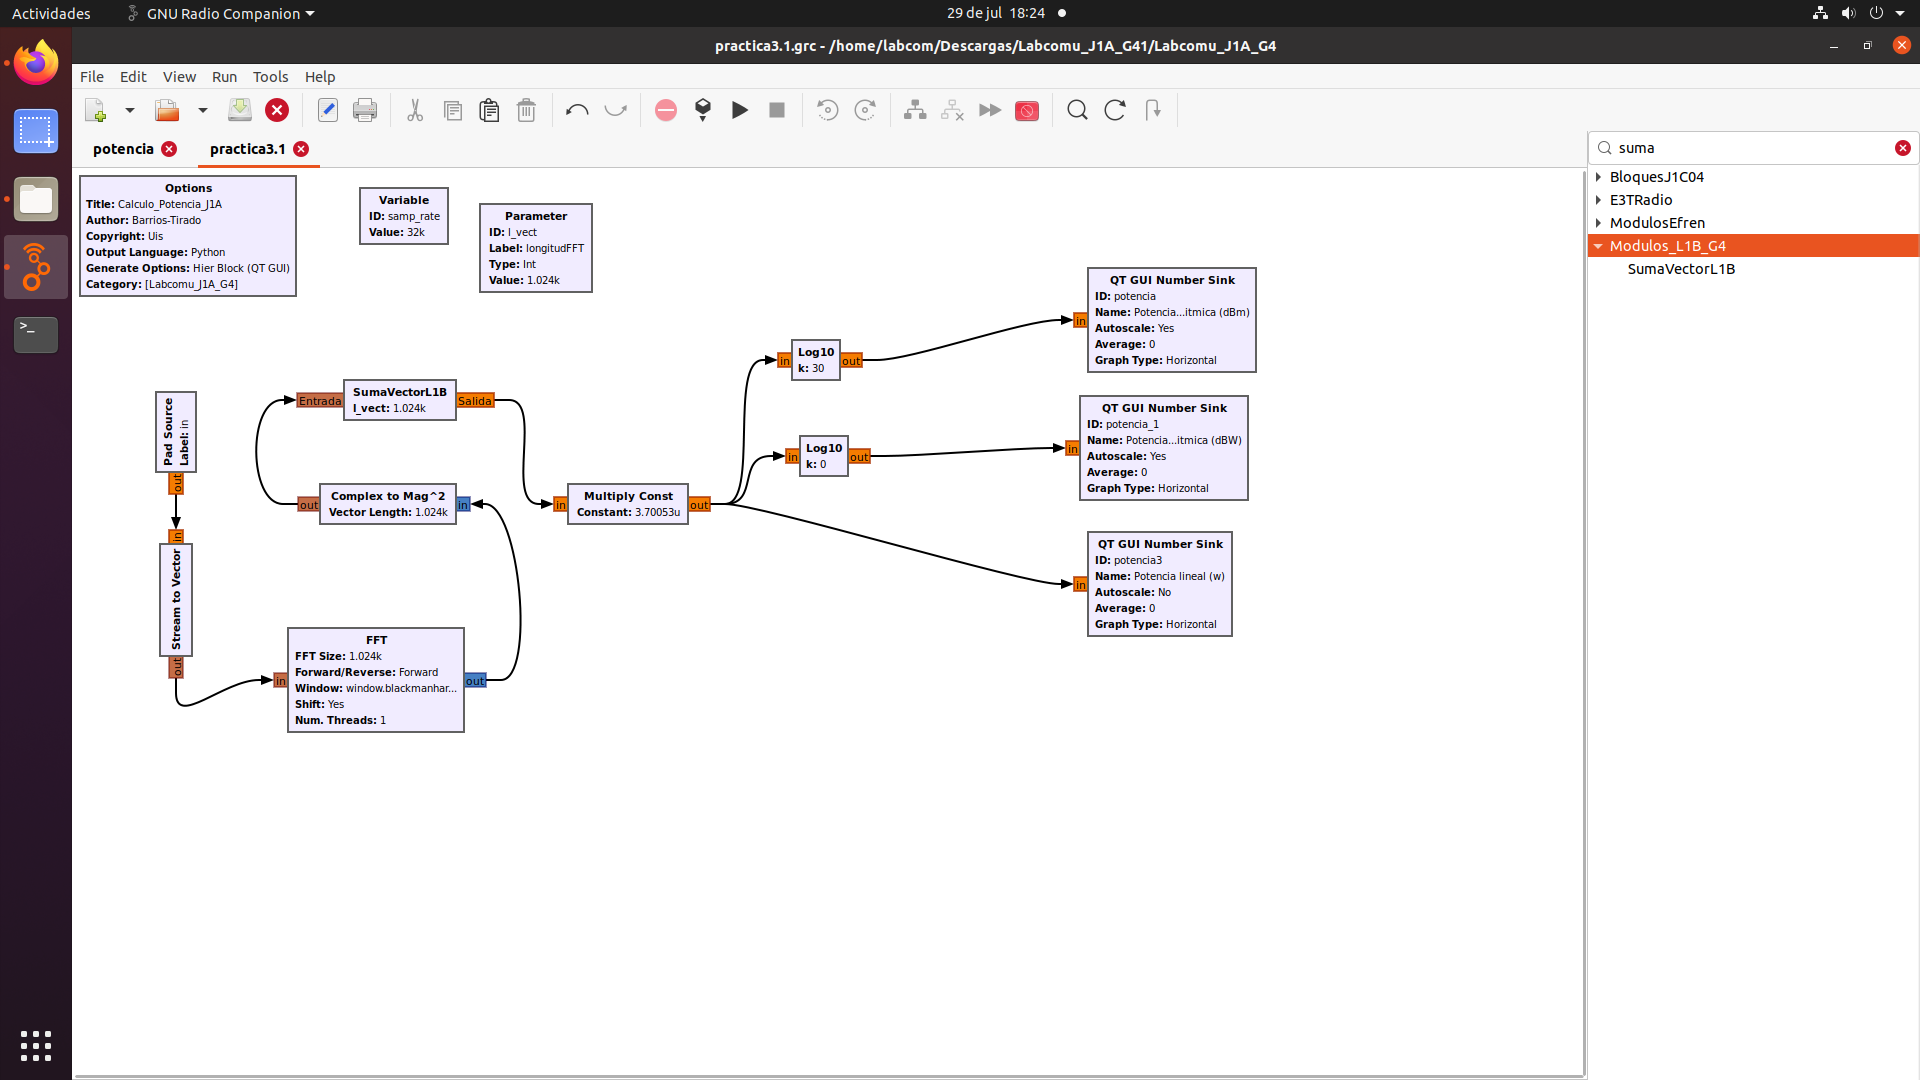 Actividades
GNU Radio Companion
29 de jul 18:24
practica3.1.grc - /home/labcom/Descargas/Labcomu_J1A_G41/Labcomu_J1A_G4
File Edit View Run Tools Help
potencia
practica3.1
suma
BloquesJ1C04
E3TRadio
ModulosEfren
Modulos_L1B_G4
SumaVectorL1B
Options
Title: Calculo_Potencia_J1A
Author: Barrios-Tirado
Copyright: Uis
Output Language: Python
Generate Options: Hier Block (QT GUI)
Category: [Labcomu_J1A_G4]
Variable
ID: samp_rate
Value: 32k
Parameter
ID: l_vect
Label: longitudFFT
Type: Int
Value: 1.024k
Pad Source
Label: in
out
in
Stream to Vector
out
Entrada
SumaVectorL1B
l_vect: 1.024k
Salida
out
Complex to Mag^2
Vector Length: 1.024k
in
in
FFT
FFT Size: 1.024k
Forward/Reverse: Forward
Window: window.blackmanhar...
Shift: Yes
Num. Threads: 1
out
in
Multiply Const
Constant: 3.70053u
out
in
Log10
k: 30
out
in
Log10
k: 0
out
in
QT GUI Number Sink
ID: potencia
Name: Potencia...itmica (dBm)
Autoscale: Yes
Average: 0
Graph Type: Horizontal
in
QT GUI Number Sink
ID: potencia_1
Name: Potencia...itmica (dBW)
Autoscale: Yes
Average: 0
Graph Type: Horizontal
in
QT GUI Number Sink
ID: potencia3
Name: Potencia lineal (w)
Autoscale: No
Average: 0
Graph Type: Horizontal